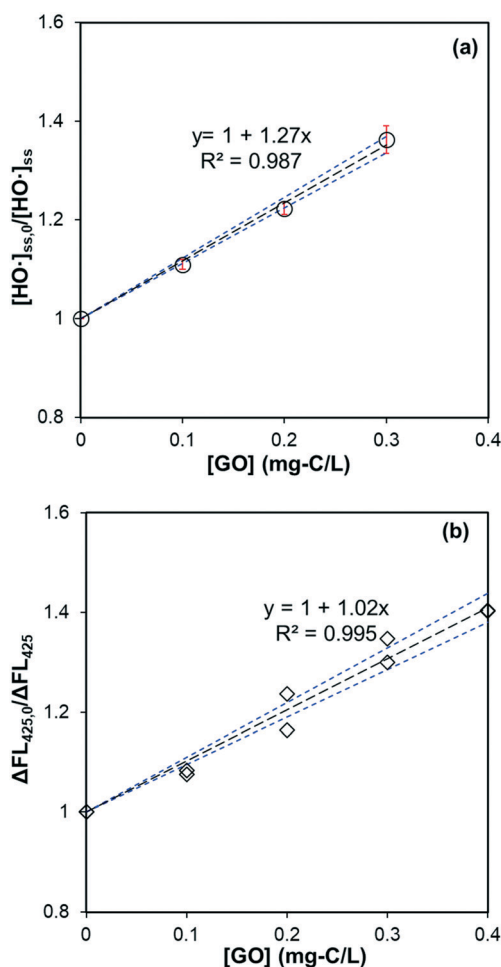 (a)
1.6
1.4
1.2
1
0.8
[HO·]ss,0/[HO·]ss
y= 1 + 1.27x
R² = 0.987
0 0.1 0.2 0.3 0.4
[GO] (mg-C/L)
(b)
1.6
1.4
1.2
1
0.8
ΔFL425,0/ΔFL425
y = 1 + 1.02x
R² = 0.995
0 0.1 0.2 0.3 0.4
[GO] (mg-C/L)